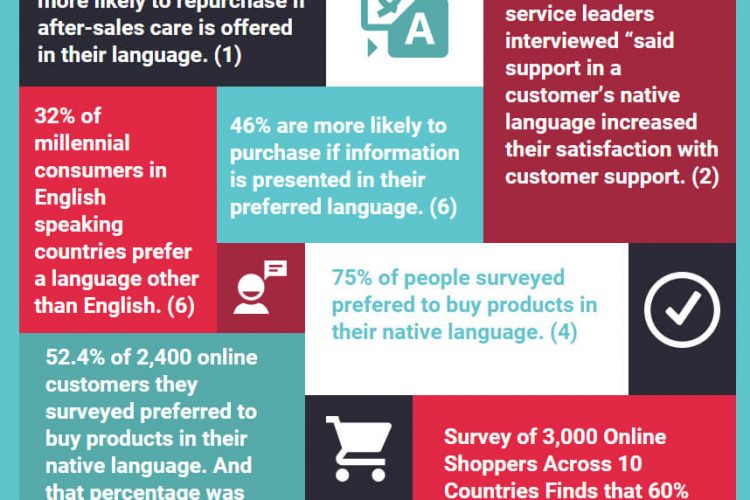 more likely to repurchase if
after-sales care is offered
in their language. (1)
A
service leaders
interviewed “said
support in a
customer’s native
language increased
their satisfaction with
customer support. (2)
32% of
millennial
consumers in
English
speaking
countries prefer
a language other
than English. (6)
46% are more likely to
purchase if information
is presented in their
preferred language. (6)
75% of people surveyed
prefered to buy products in
their native language. (4)
52.4% of 2,400 online
customers they
surveyed preferred to
buy products in their
native language. And
that percentage was
Survey of 3,000 Online
Shoppers Across 10
Countries Finds that 60%